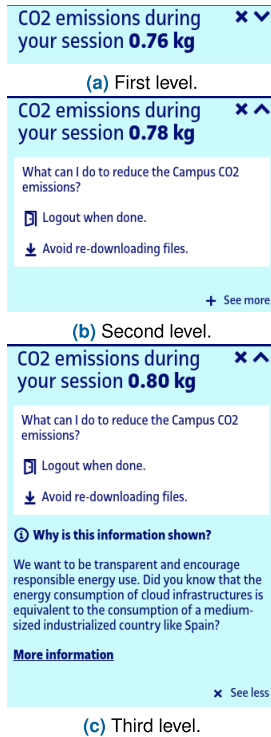 CO2 emissions during
your session 0.76 kg
(a) First level.
CO2 emissions during
your session 0.78 kg
What can I do to reduce the Campus CO2
emissions?
Logout when done.
Avoid re-downloading files.
+ See more
(b) Second level.
CO2 emissions during
your session 0.80 kg
What can I do to reduce the Campus CO2
emissions?
Logout when done.
Avoid re-downloading files.
Why is this information shown?
We want to be transparent and encourage
responsible energy use. Did you know that the
energy consumption of cloud infrastructures is
equivalent to the consumption of a medium-
sized industrialized country like Spain?
More information
× See less
(c) Third level.